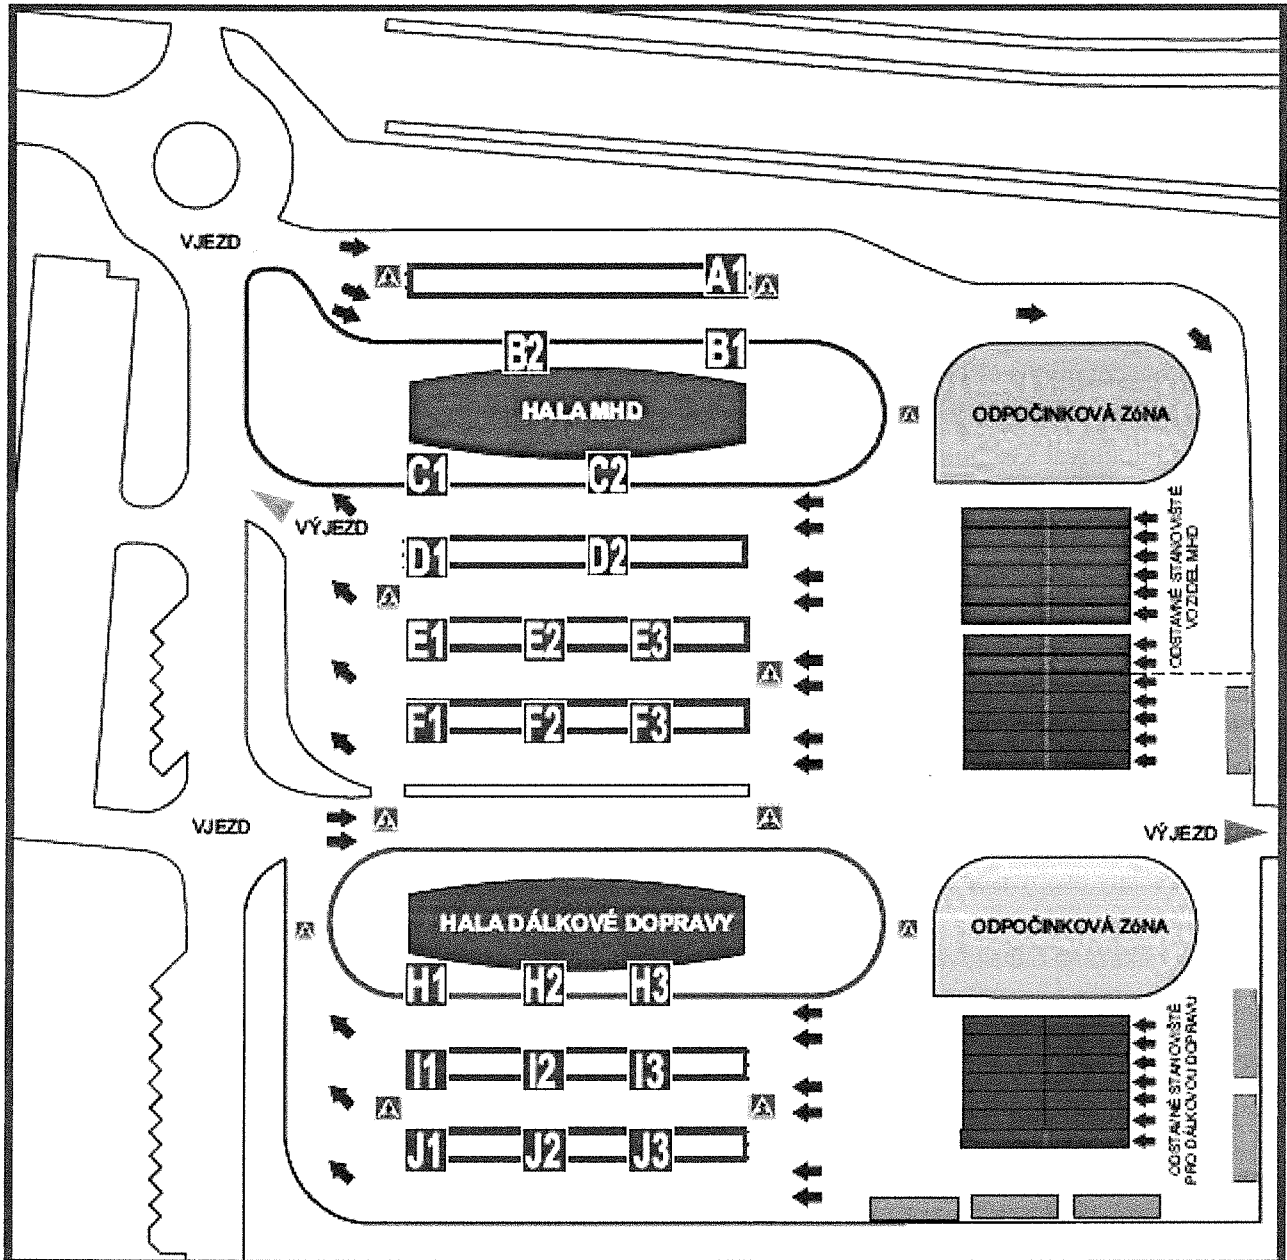 VJEZD
A1
B2
B1
HALA MHD
ODPOČINKOVÁ ZóNA
C1
C2
VÝJEZD
ODSTAVNÉ STANOVIŠTĚ
VOZIDEL MHD
D1
D2
E1
E2
E3
F1
F2
F3
VJEZD
VÝJEZD
HALA DÁLKOVÉ DOPRAVY
ODPOČINKOVÁ ZóNA
H1
H2
H3
ODSTAVNÉ STANOVIŠTĚ
PRO DÁLKOVOU DOPRAVU
I1
I2
I3
J1
J2
J3